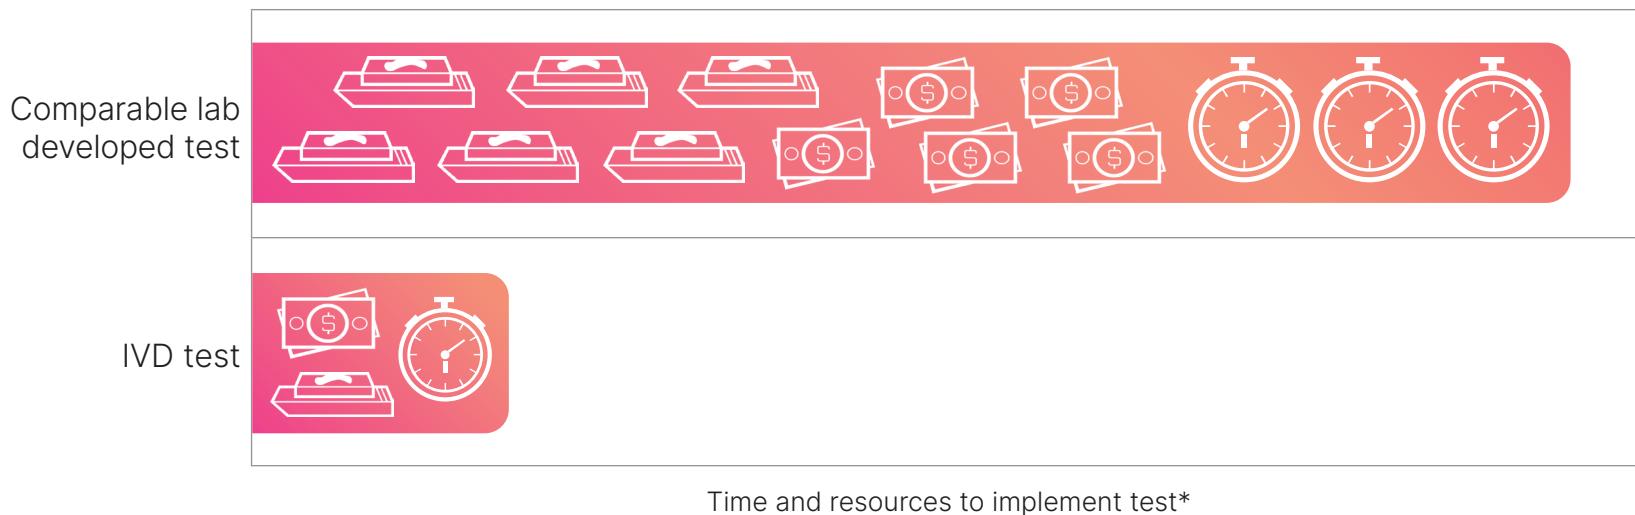 Comparable lab
developed test
$ $
$ $ $
IVD test
$
Time and resources to implement test*